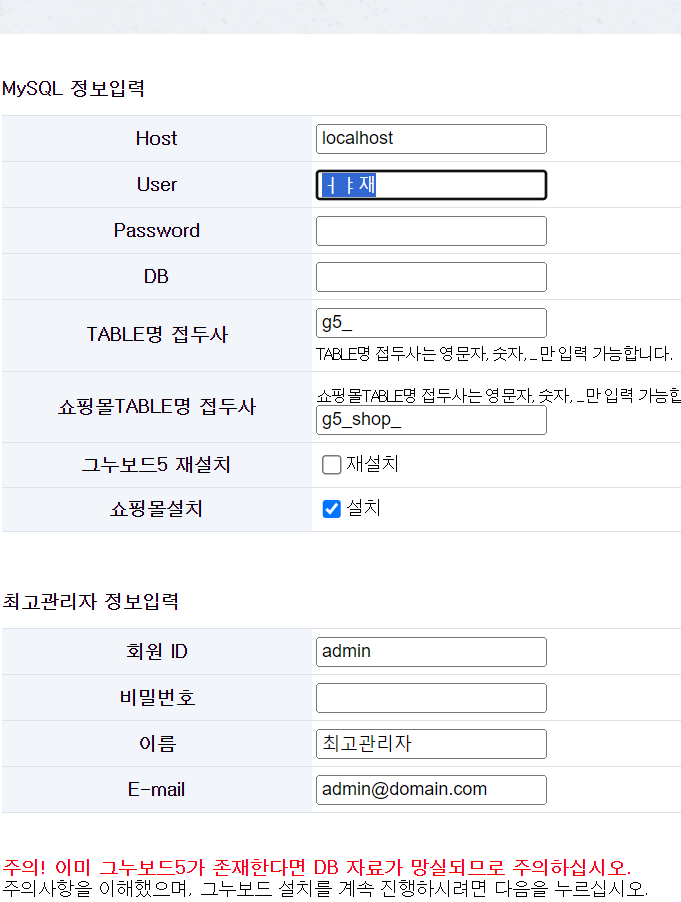 MySQL 정보입력
Host localhost
User ㅕㅑ재
Password
DB
TABLE명 접두사 g5_
TABLE명 접두사는 영문자, 숫자, _ 만 입력 가능합니다.
쇼핑몰TABLE명 접두사 쇼핑몰TABLE명 접두사는 영문자, 숫자, _ 만 입력 가능합
g5_shop_
그누보드5 재설치 재설치
쇼핑몰설치 설치
최고관리자 정보입력
회원 ID admin
비밀번호
이름 최고관리자
E-mail admin@domain.com
주의! 이미 그누보드5가 존재한다면 DB 자료가 망실되므로 주의하십시오.
주의사항을 이해했으며, 그누보드 설치를 계속 진행하시려면 다음을 누르십시오.